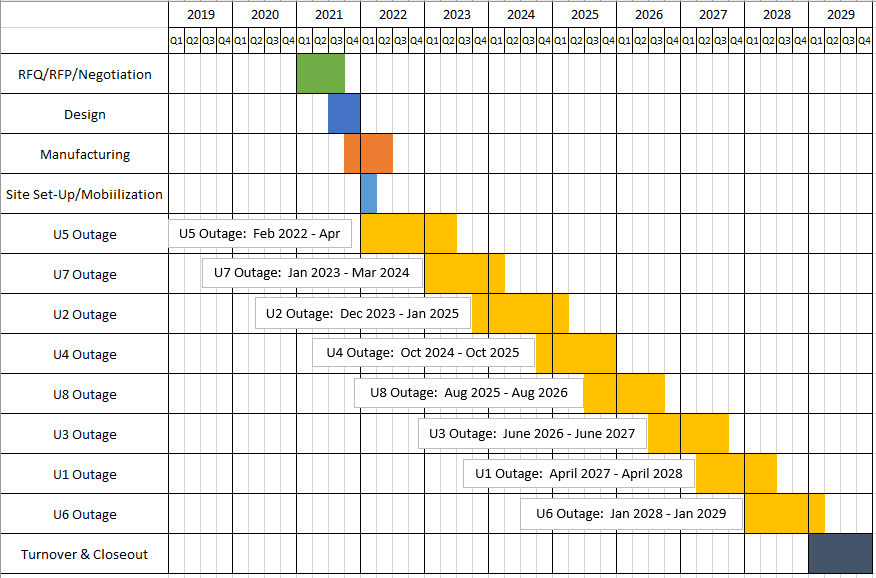 2019 2020 2021 2022 2023 2024 2025 2026 2027 2028 2029
Q1 Q2 Q3 Q4 Q1 Q2 Q3 Q4 Q1 Q2 Q3 Q4 Q1 Q2 Q3 Q4 Q1 Q2 Q3 Q4 Q1 Q2 Q3 Q4 Q1 Q2 Q3 Q4 Q1 Q2 Q3 Q4 Q1 Q2 Q3 Q4 Q1 Q2 Q3 Q4 Q1 Q2 Q3 Q4
RFQ/RFP/Negotiation
Design
Manufacturing
Site Set-Up/Mobiilization
U5 Outage U5 Outage: Feb 2022 - Apr
U7 Outage U7 Outage: Jan 2023 - Mar 2024
U2 Outage U2 Outage: Dec 2023 - Jan 2025
U4 Outage U4 Outage: Oct 2024 - Oct 2025
U8 Outage U8 Outage: Aug 2025 - Aug 2026
U3 Outage U3 Outage: June 2026 - June 2027
U1 Outage U1 Outage: April 2027 - April 2028
U6 Outage U6 Outage: Jan 2028 - Jan 2029
Turnover & Closeout